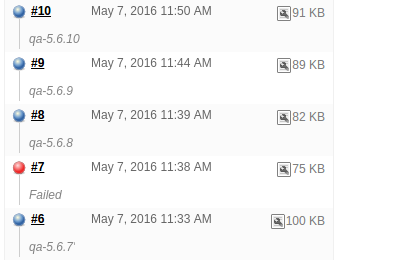 #10 May 7, 2016 11:50 AM 91 KB
qa-5.6.10
#9 May 7, 2016 11:44 AM 89 KB
qa-5.6.9
#8 May 7, 2016 11:39 AM 82 KB
qa-5.6.8
#7 May 7, 2016 11:38 AM 75 KB
Failed
#6 May 7, 2016 11:33 AM 100 KB
qa-5.6.7'